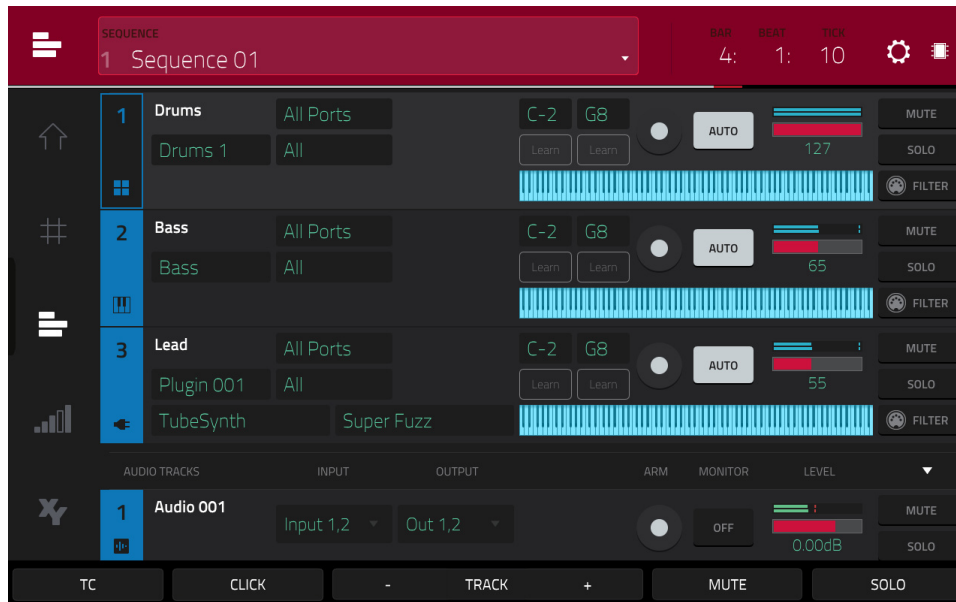 SEQUENCE
1 Sequence 01
BAR BEAT TICK
4: 1: 10
1 Drums All Ports C-2 G8 MUTE
AUTO
Drums 1 All Learn Learn 127 SOLO
FILTER
2 Bass All Ports C-2 G8 MUTE
AUTO
Bass All Learn Learn 65 SOLO
FILTER
3 Lead All Ports C-2 G8 MUTE
AUTO
Plugin 001 All Learn Learn 55 SOLO
TubeSynth Super Fuzz FILTER
AUDIO TRACKS INPUT OUTPUT ARM MONITOR LEVEL
XY
1 Audio 001 MUTE
Input 1,2 Out 1,2 OFF
0.00dB SOLO
TC CLICK - TRACK + MUTE SOLO